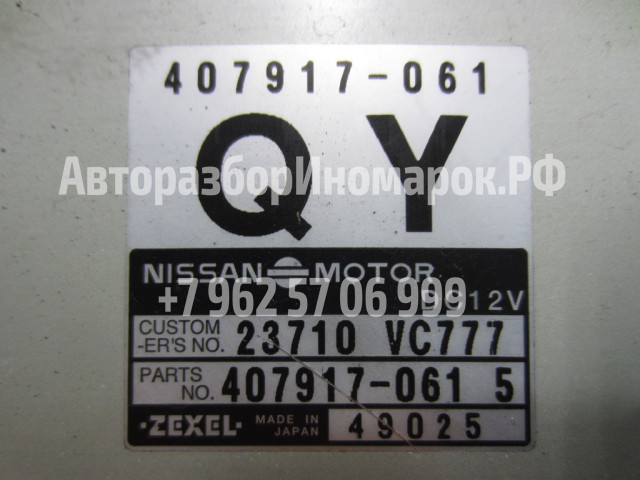 407917-061
QY
АвторазборИномарок.РФ
NISSAN MOTOR
DC12V
+7 962 57 06 999
CUSTOM
-ER'S NO. 23710 VC777
PARTS
NO. 407917-061 5
·ZEXEL· MADE IN
JAPAN 49025